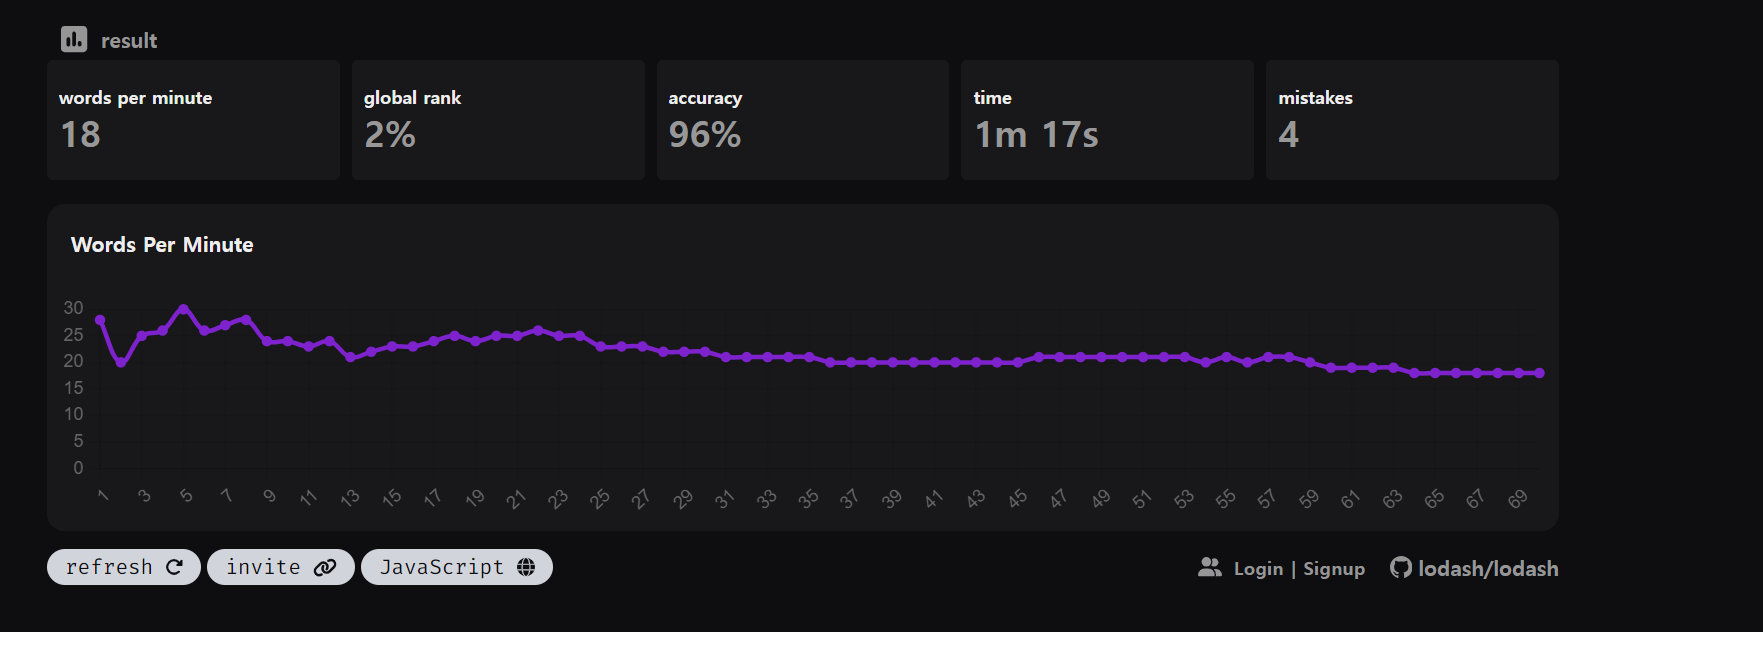 result
words per minute
18
global rank
2%
accuracy
96%
time
1m 17s
mistakes
4
Words Per Minute
30
25
20
15
10
5
0
1 3 5 7 9 11 13 15 17 19 21 23 25 27 29 31 33 35 37 39 41 43 45 47 49 51 53 55 57 59 61 63 65 67 69
refresh invite JavaScript Login | Signup lodash/lodash